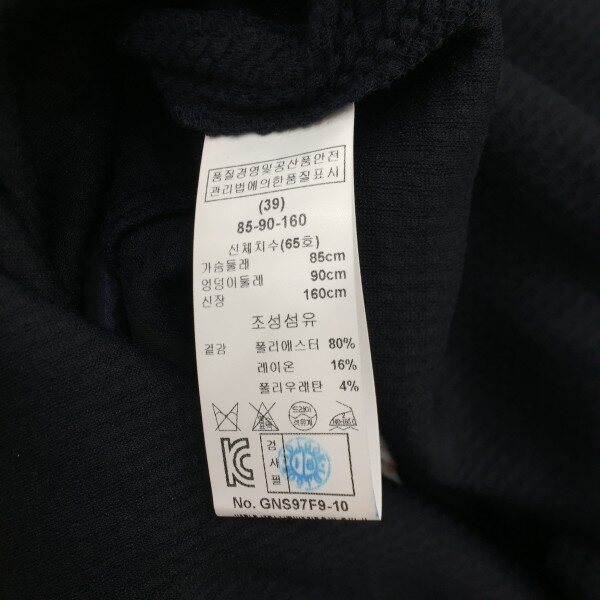 품질경영및공산품안전
관리법에의한품질표시
(39)
85-90-160
신체치수(65호)
가슴둘레 85cm
엉덩이둘레 90cm
신장 160cm
조성섬유
겉감 폴리에스터 80%
레이온 16%
폴리우레탄 4%
드라이
검
사
필
No. GNS97F9-10